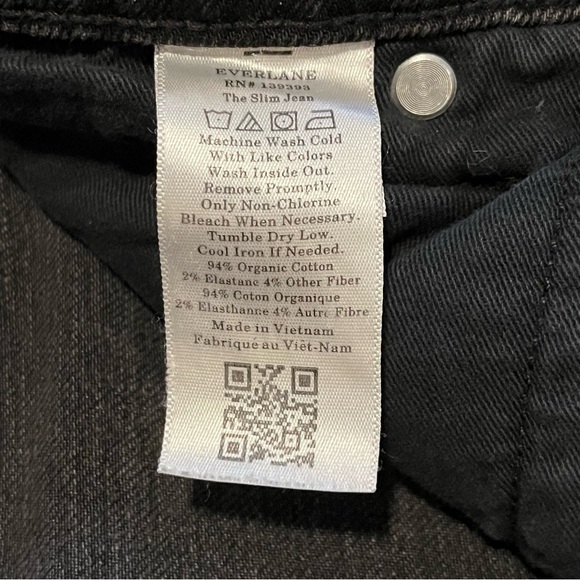 EVERLANE
RN# 139393
The Slim Jean
Machine Wash Cold
With Like Colors
Wash Inside Out.
Remove Promptly.
Only Non-Chlorine
Bleach When Necessary.
Tumble Dry Low.
Cool Iron If Needed.
94% Organic Cotton
2% Elastane 4% Other Fiber
94% Coton Organique
2% Elasthanne 4% Autre Fibre
Made in Vietnam
Fabriqué au Viêt-Nam